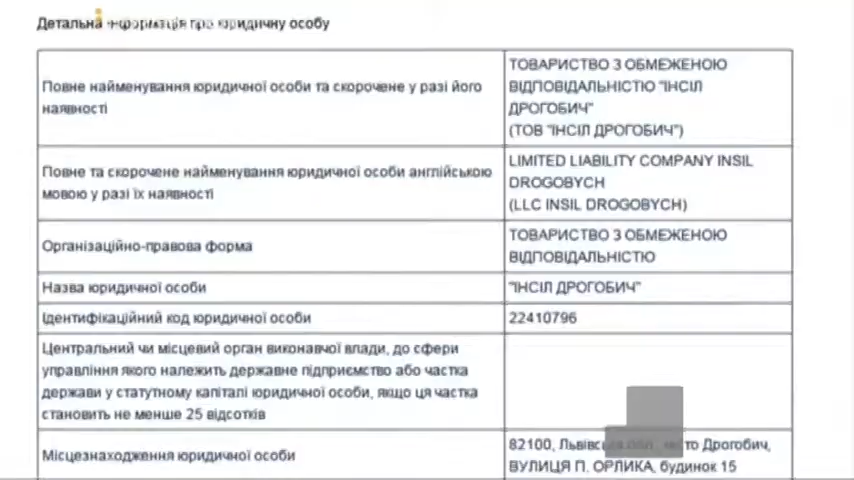 Детальна інформація про юридичну особу
Повне найменування юридичної особи та скорочене у разі його
наявності
ТОВАРИСТВО З ОБМЕЖЕНОЮ
ВІДПОВІДАЛЬНІСТЮ "ІНСІЛ
ДРОГОБИЧ"
(ТОВ "ІНСІЛ ДРОГОБИЧ")
Повне та скорочене найменування юридичної особи англійською
мовою у разі їх наявності
LIMITED LIABILITY COMPANY INSIL
DROGOBYCH
(LLC INSIL DROGOBYCH)
Організаційно-правова форма
ТОВАРИСТВО З ОБМЕЖЕНОЮ
ВІДПОВІДАЛЬНІСТЮ
Назва юридичної особи
"ІНСІЛ ДРОГОБИЧ"
Ідентифікаційний код юридичної особи
22410796
Центральний чи місцевий орган виконавчої влади, до сфери
управління якого належить державне підприємство або частка
держави у статутному капіталі юридичної особи, якщо ця частка
становить не менше 25 відсотків
Місцезнаходження юридичної особи
82100, Львівська обл., місто Дрогобич,
ВУЛИЦЯ П. ОРЛИКА, будинок 15